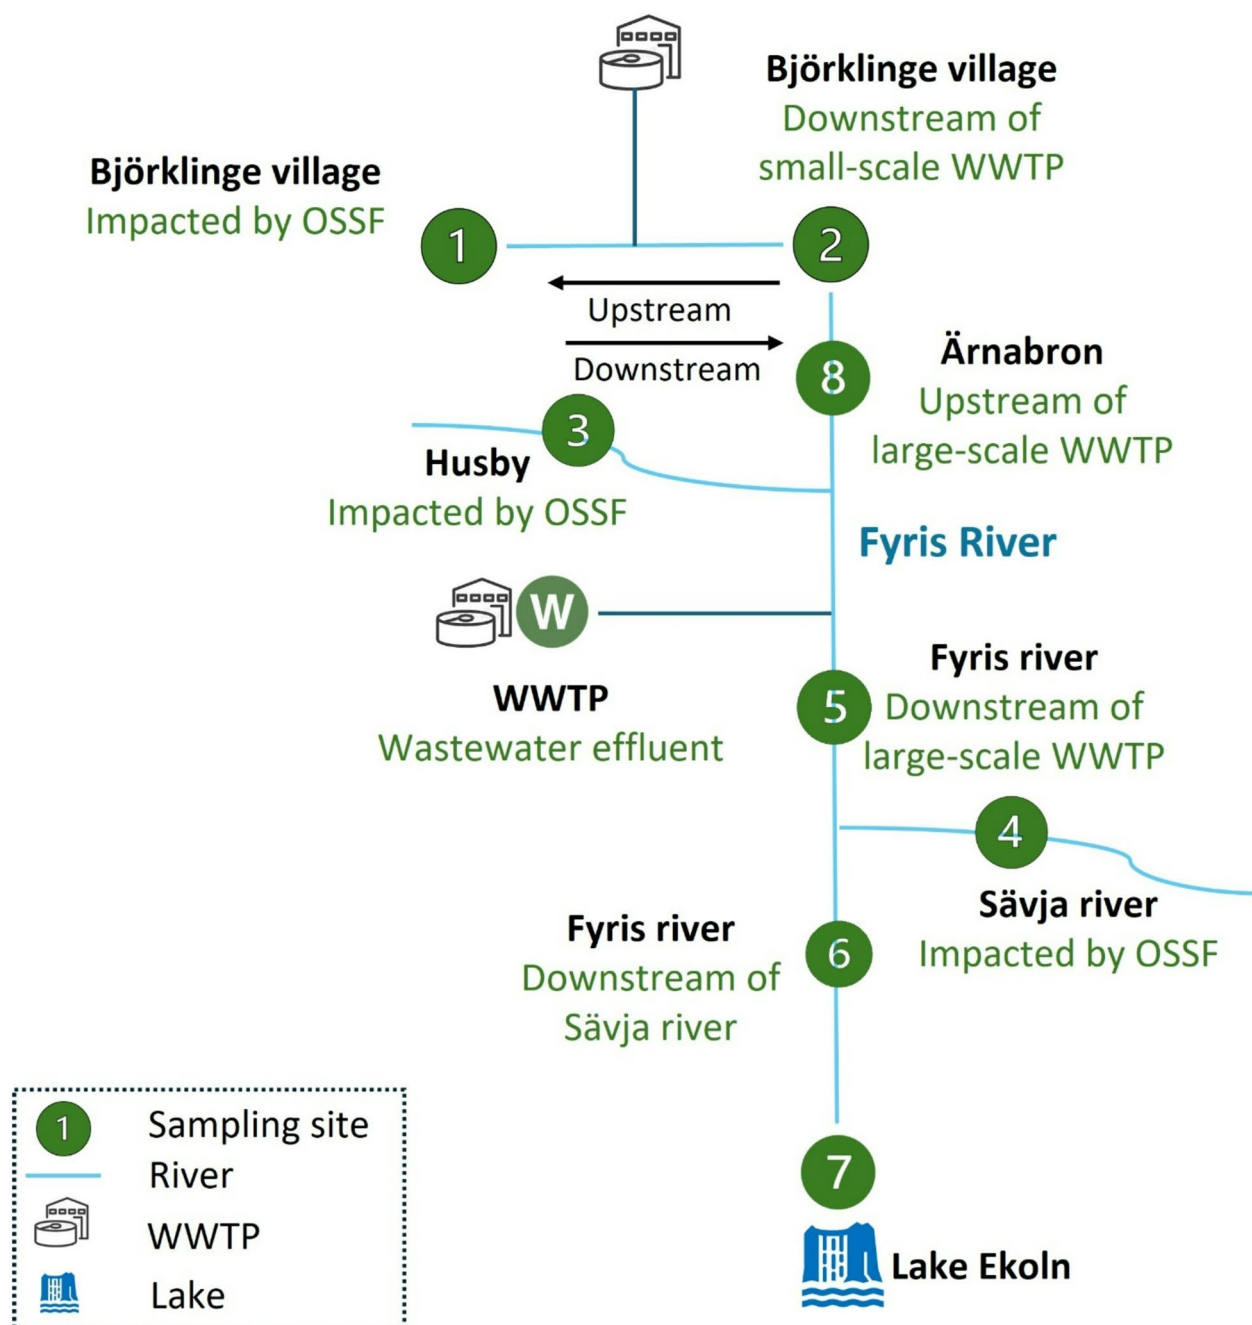 Björklinge village
Downstream of
small-scale WWTP
Björklinge village
Impacted by OSSF
1
2
Upstream
Downstream
8
Ärnabron
Upstream of
large-scale WWTP
3
Husby
Impacted by OSSF
Fyris River
W
WWTP
Wastewater effluent
5
Fyris river
Downstream of
large-scale WWTP
4
Sävja river
Impacted by OSSF
Fyris river
Downstream of
Sävja river
6
7
Lake Ekoln
1 Sampling site
River
WWTP
Lake